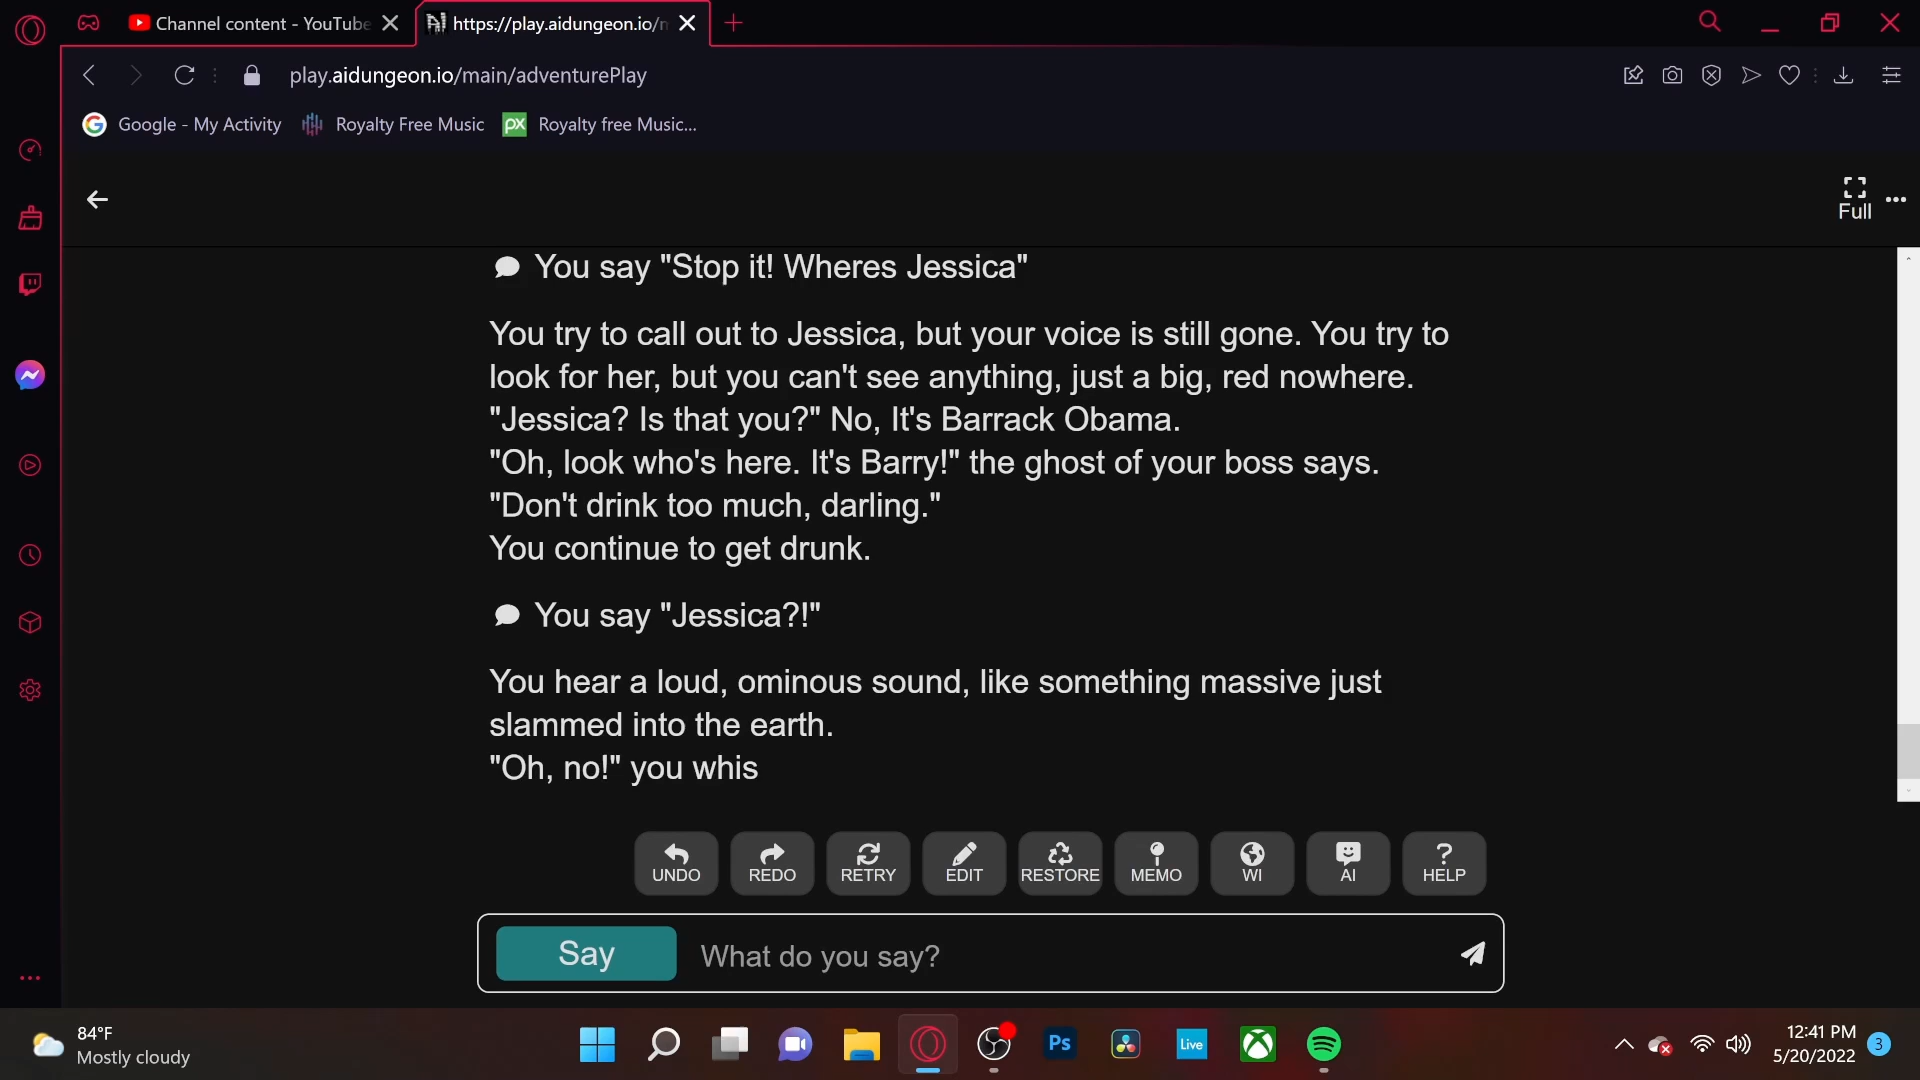 Channel content - YouTube
https://play.aidungeon.io/m
play.aidungeon.io/main/adventurePlay
Google - My Activity
Royalty Free Music
px
Royalty free Music...
Full
You say "Stop it! Wheres Jessica"
You try to call out to Jessica, but your voice is still gone. You try to
look for her, but you can't see anything, just a big, red nowhere.
"Jessica? Is that you?" No, It's Barrack Obama.
"Oh, look who's here. It's Barry!" the ghost of your boss says.
"Don't drink too much, darling."
You continue to get drunk.
You say "Jessica?!"
You hear a loud, ominous sound, like something massive just
slammed into the earth.
"Oh, no!" you whis
UNDO
REDO
RETRY
EDIT
RESTORE
MEMO
WI
AI
HELP
Say
What do you say?
84°F
Mostly cloudy
Ps
Live
12:41 PM
5/20/2022
3